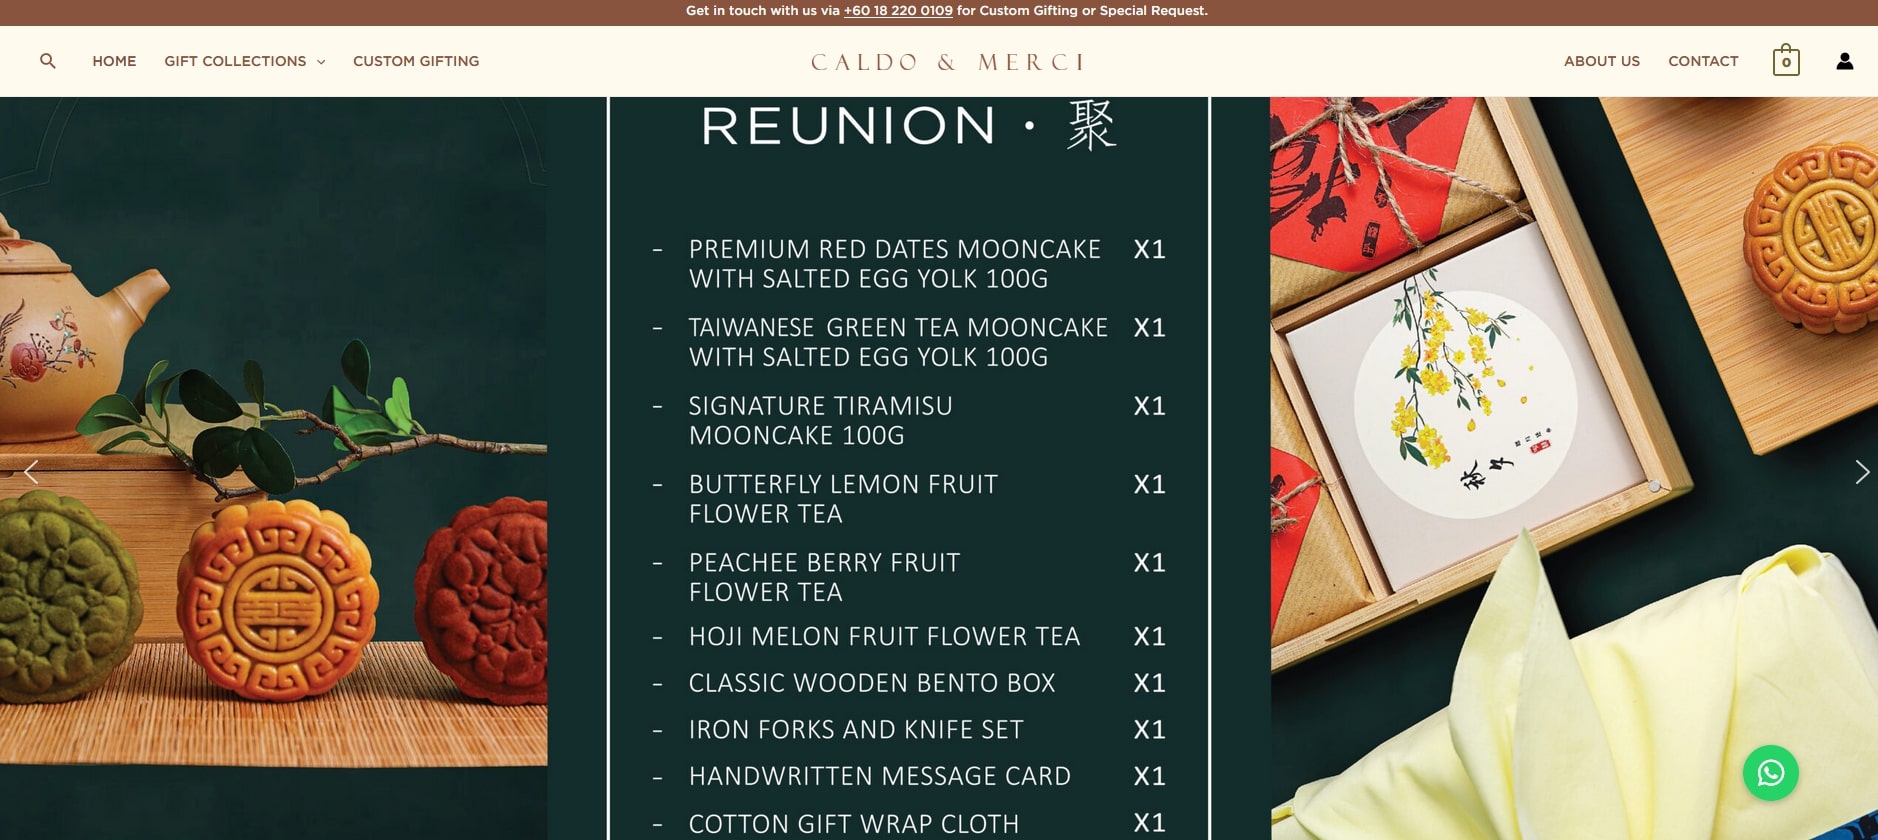 Get in touch with us via +60 18 220 0109 for Custom Gifting or Special Request.
HOME GIFT COLLECTIONS CUSTOM GIFTING
CALDO & MERCI
ABOUT US CONTACT 0
REUNION · 聚
- PREMIUM RED DATES MOONCAKE X1
WITH SALTED EGG YOLK 100G
- TAIWANESE GREEN TEA MOONCAKE X1
WITH SALTED EGG YOLK 100G
- SIGNATURE TIRAMISU X1
MOONCAKE 100G
- BUTTERFLY LEMON FRUIT X1
FLOWER TEA
- PEACHEE BERRY FRUIT X1
FLOWER TEA
- HOJI MELON FRUIT FLOWER TEA X1
- CLASSIC WOODEN BENTO BOX X1
- IRON FORKS AND KNIFE SET X1
- HANDWRITTEN MESSAGE CARD X1
- COTTON GIFT WRAP CLOTH X1